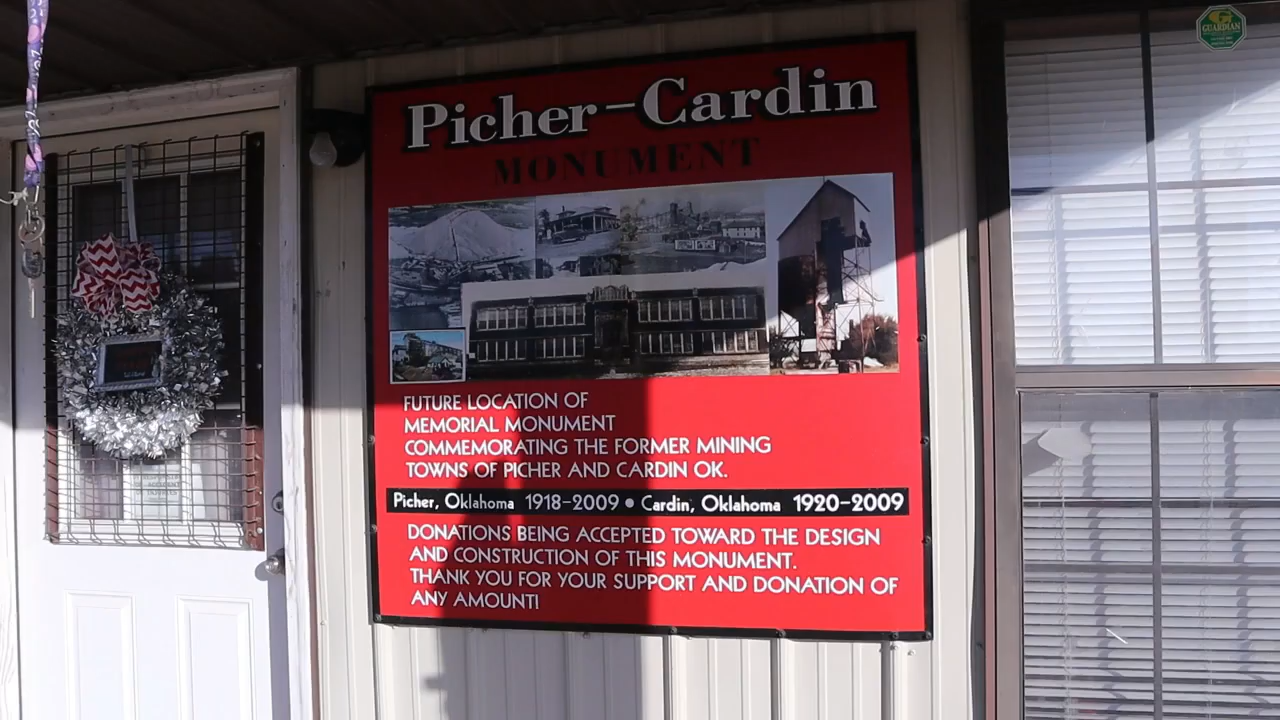 GUARDIAN
Picher-Cardin
MONUMENT
FUTURE LOCATION OF
MEMORIAL MONUMENT
COMMEMORATING THE FORMER MINING
TOWNS OF PICHER AND CARDIN OK.
Picher, Oklahoma 1918-2009 • Cardin, Oklahoma 1920-2009
DONATIONS BEING ACCEPTED TOWARD THE DESIGN
AND CONSTRUCTION OF THIS MONUMENT.
THANK YOU FOR YOUR SUPPORT AND DONATION OF
ANY AMOUNT!